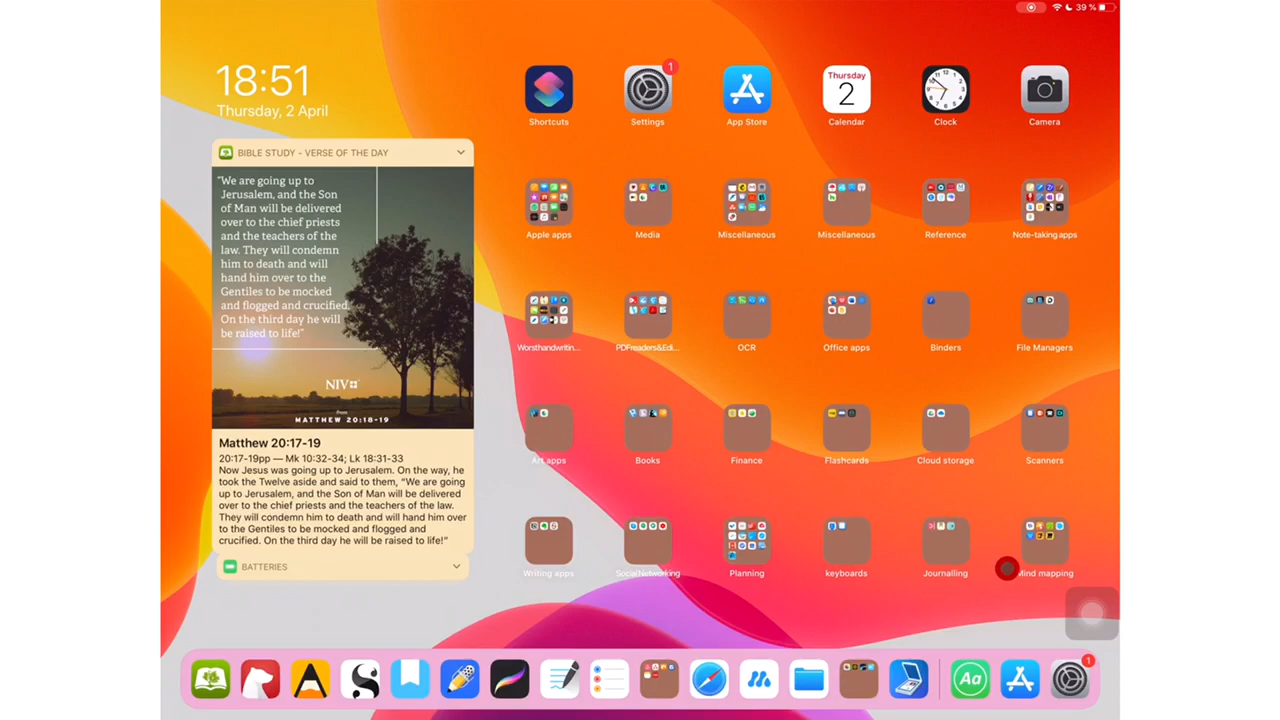 39 %
18:51
Thursday, 2 April
BIBLE STUDY - VERSE OF THE DAY
“We are going up to
Jerusalem, and the Son
of Man will be delivered
over to the chief priests
and the teachers of the
law. They will condemn
him to death and will
hand him over to the
Gentiles to be mocked
and flogged and crucified.
On the third day he will
be raised to life!”
NIV
from
MATTHEW 20:18-19
Matthew 20:17-19
20:17-19pp — Mk 10:32-34; Lk 18:31-33
Now Jesus was going up to Jerusalem. On the way, he
took the Twelve aside and said to them, “We are going
up to Jerusalem, and the Son of Man will be delivered
over to the chief priests and the teachers of the law.
They will condemn him to death and will hand him over
to the Gentiles to be mocked and flogged and
crucified. On the third day he will be raised to life!”
BATTERIES
1
Thursday
2
Shortcuts Settings App Store Calendar Clock Camera
Apple apps Media Miscellaneous Miscellaneous Reference Note-taking apps
Worsthandwritin... PDFreaders&Edi... OCR Office apps Binders File Managers
Art apps Books Finance Flashcards Cloud storage Scanners
Writing apps SocialNetworking Planning keyboards Journalling Mind mapping
Aa
1